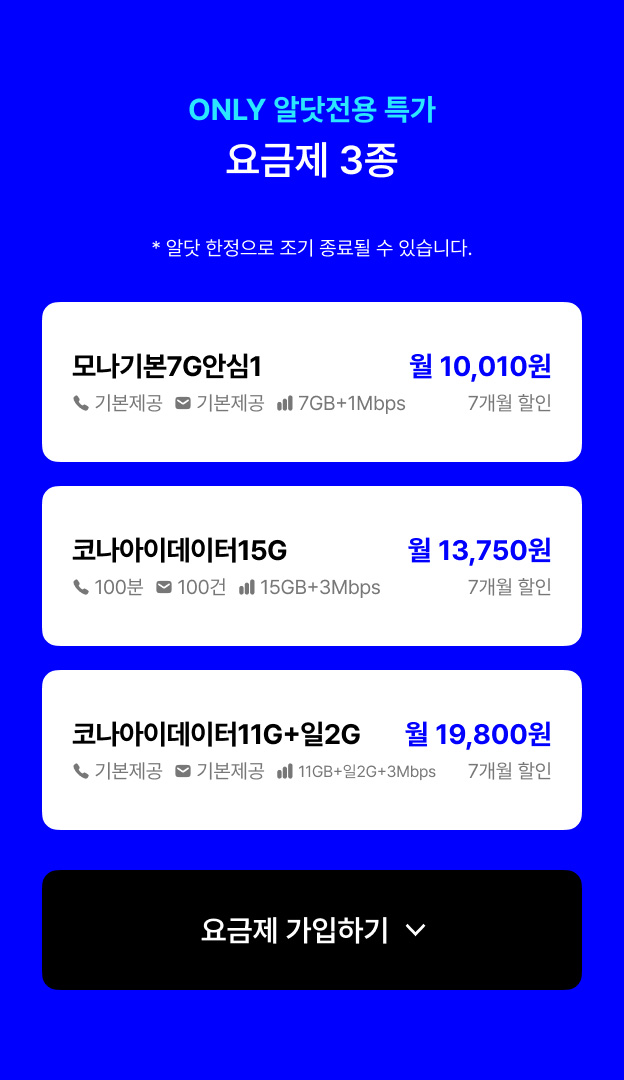 ONLY 알닷전용 특가
요금제 3종
* 알닷 한정으로 조기 종료될 수 있습니다.
모나기본7G안심1 월 10,010원
기본제공 기본제공 7GB+1Mbps 7개월 할인
코나아이데이터15G 월 13,750원
100분 100건 15GB+3Mbps 7개월 할인
코나아이데이터11G+일2G 월 19,800원
기본제공 기본제공 11GB+일2G+3Mbps 7개월 할인
요금제 가입하기